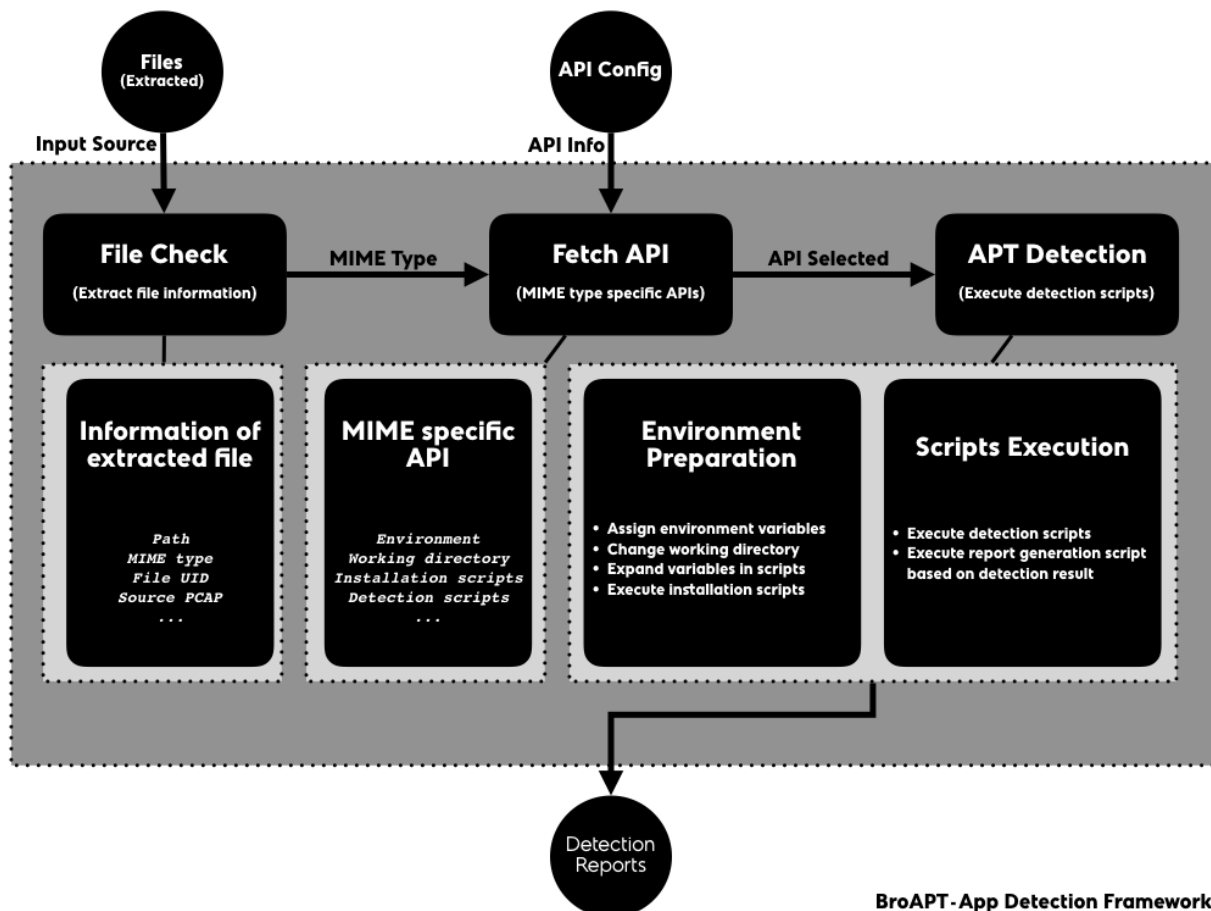 Files
(Extracted)
API Config
Input Source
API Info
File Check
(Extract file information)
MIME Type
Fetch API
(MIME type specific APIs)
API Selected
APT Detection
(Execute detection scripts)
Information of
extracted file
Path
MIME type
File UID
Source PCAP
...
MIME specific
API
Environment
Working directory
Installation scripts
Detection scripts
...
Environment
Preparation
• Assign environment variables
• Change working directory
• Expand variables in scripts
• Execute installation scripts
Scripts Execution
• Execute detection scripts
• Execute report generation script
based on detection result
Detection
Reports
BroAPT-App Detection Framework